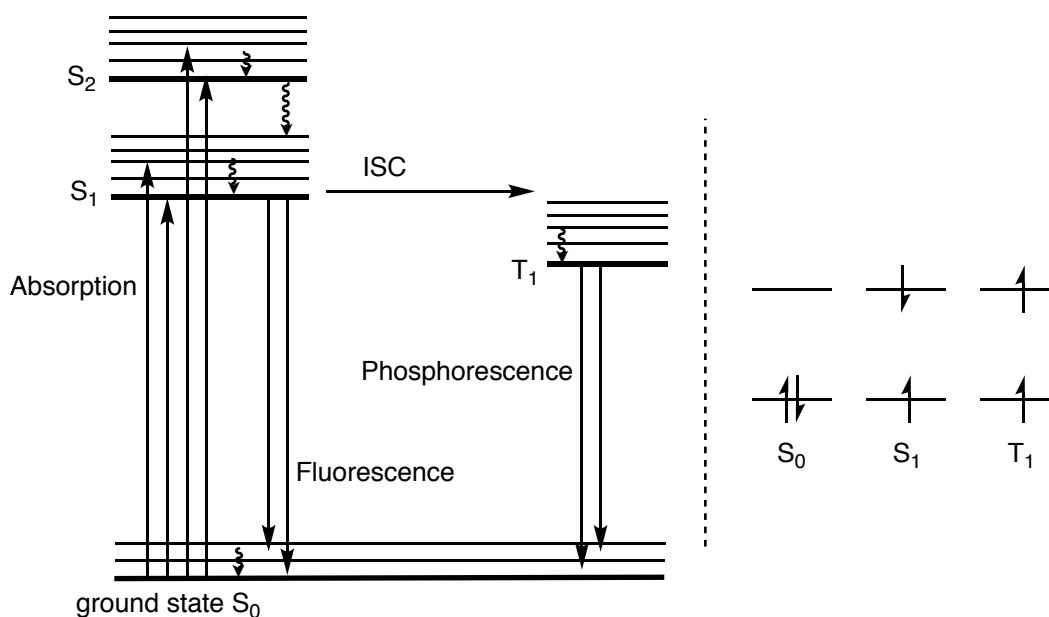 S₂
S₁
ISC
T₁
Absorption
Phosphorescence
Fluorescence
S₀ S₁ T₁
ground state S₀